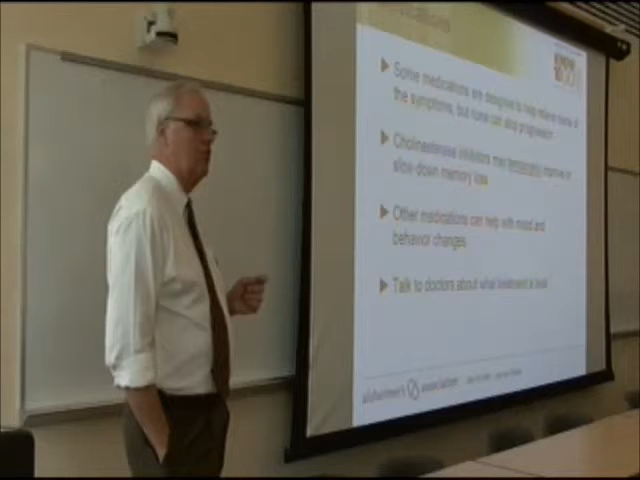 Some medications are designed to help relieve some of
the symptoms, but none can stop progression
Cholinesterase inhibitors may temporarily improve or
slow down memory loss
Other medications can help with mood and
behavior changes
Talk to doctors about what treatment is best
alzheimer's association